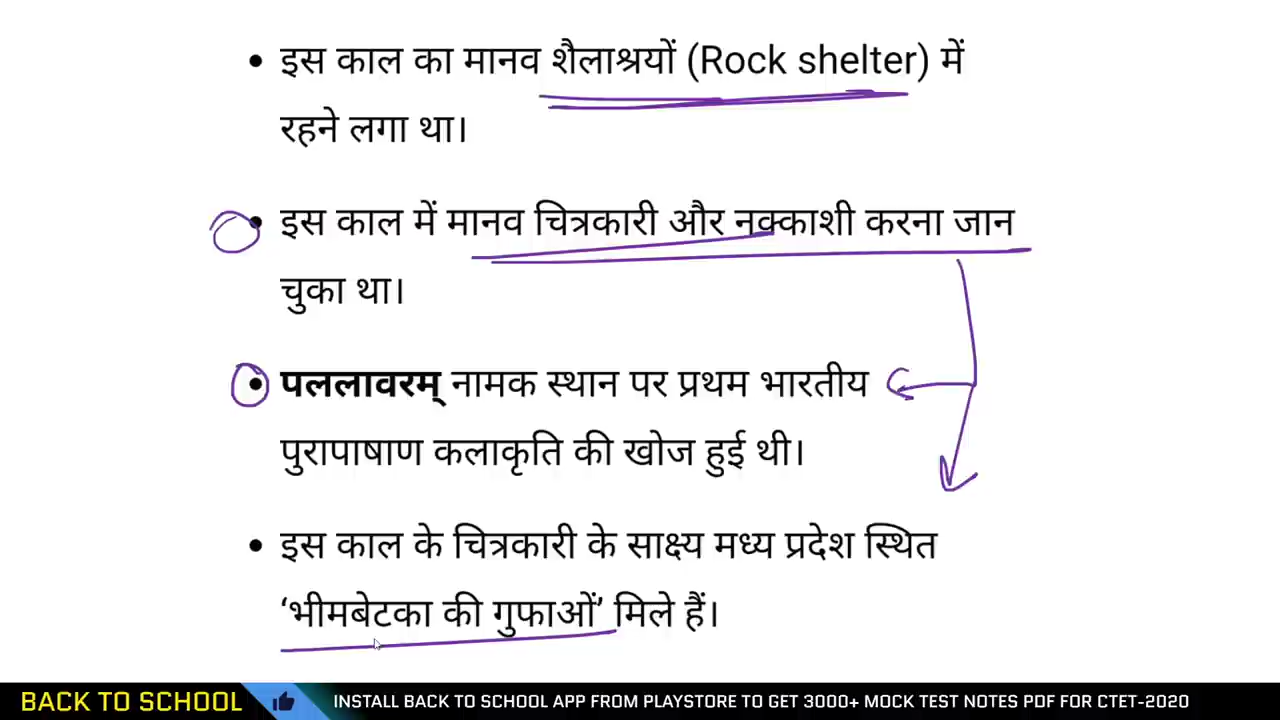 • इस काल का मानव शैलाश्रयों (Rock shelter) में
रहने लगा था।
• इस काल में मानव चित्रकारी और नक्काशी करना जान
चुका था।
• पललावरम् नामक स्थान पर प्रथम भारतीय
पुरापाषाण कलाकृति की खोज हुई थी।
• इस काल के चित्रकारी के साक्ष्य मध्य प्रदेश स्थित
‘भीमबेटका की गुफाओं’ मिले हैं।
BACK TO SCHOOL INSTALL BACK TO SCHOOL APP FROM PLAYSTORE TO GET 3000+ MOCK TEST NOTES PDF FOR CTET-2020